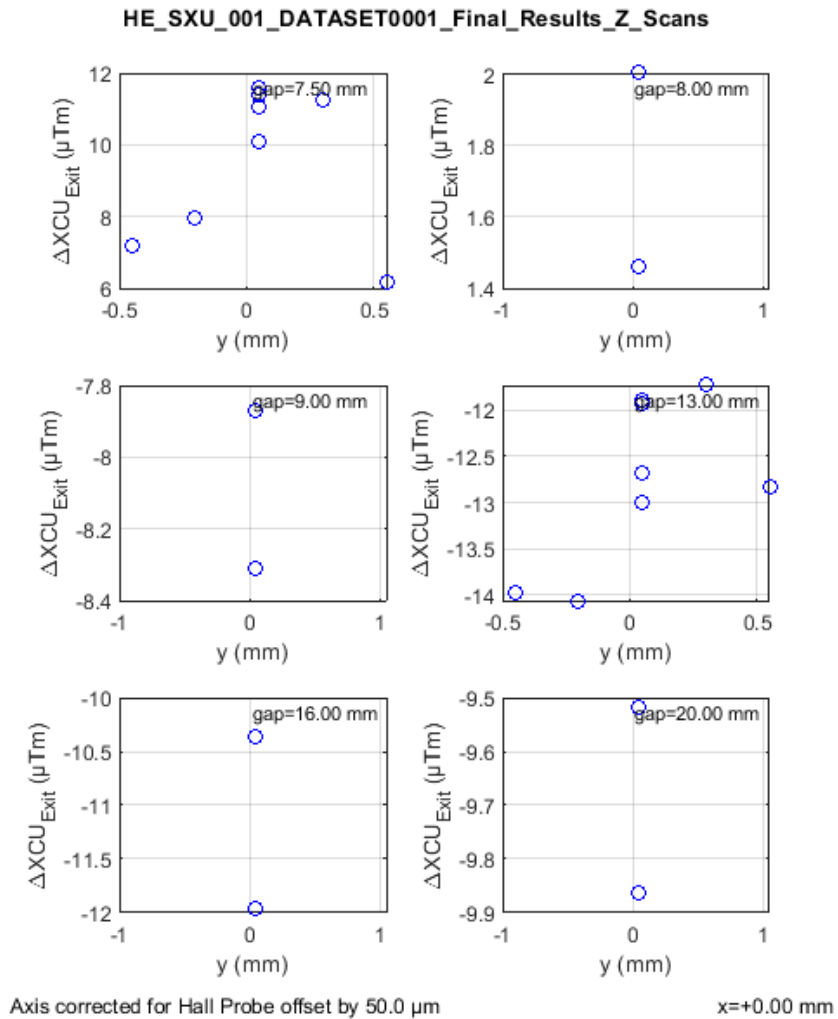 HE_SXU_001_DATASET0001_Final_Results_Z_Scans
12
10
8
6
ΔXCU_Exit (µTm)
gap=7.50 mm
-0.5
0
0.5
y (mm)
2
1.8
1.6
1.4
ΔXCU_Exit (µTm)
gap=8.00 mm
-1
0
1
y (mm)
-7.8
-8
-8.2
-8.4
ΔXCU_Exit (µTm)
gap=9.00 mm
-1
0
1
y (mm)
-12
-12.5
-13
-13.5
-14
ΔXCU_Exit (µTm)
gap=13.00 mm
-0.5
0
0.5
y (mm)
-10
-10.5
-11
-11.5
-12
ΔXCU_Exit (µTm)
gap=16.00 mm
-1
0
1
y (mm)
-9.5
-9.6
-9.7
-9.8
-9.9
ΔXCU_Exit (µTm)
gap=20.00 mm
-1
0
1
y (mm)
Axis corrected for Hall Probe offset by 50.0 µm
x=+0.00 mm